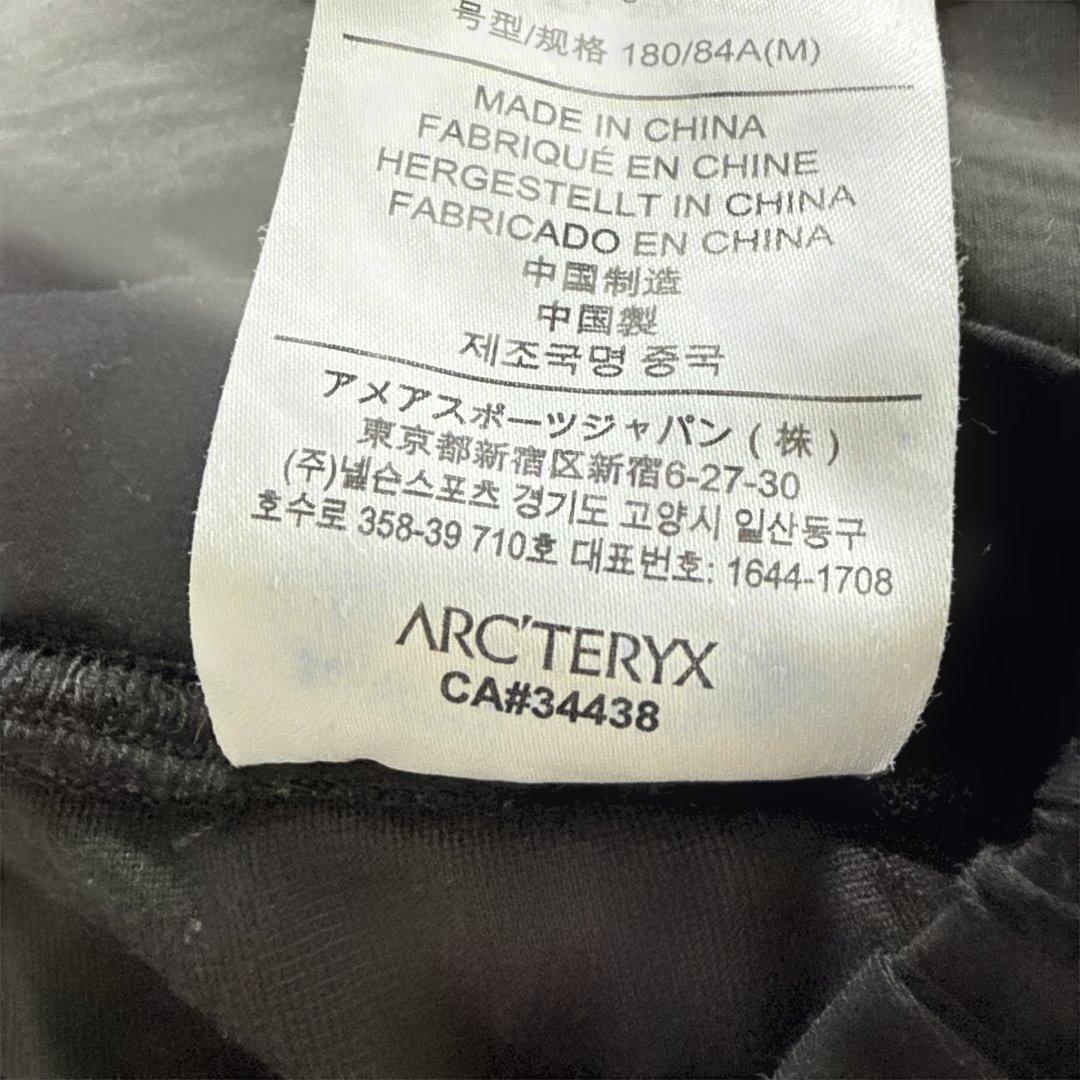 号型/规格 180/84A(M)
MADE IN CHINA
FABRIQUÉ EN CHINE
HERGESTELLT IN CHINA
FABRICADO EN CHINA
中国制造
中国製
제조국명 중국
アメアスポーツジャパン (株)
東京都新宿区新宿6-27-30
(주)넬슨스포츠 경기도 고양시 일산동구
호수로 358-39 710호 대표번호: 1644-1708
ARC'TERYX
CA#34438